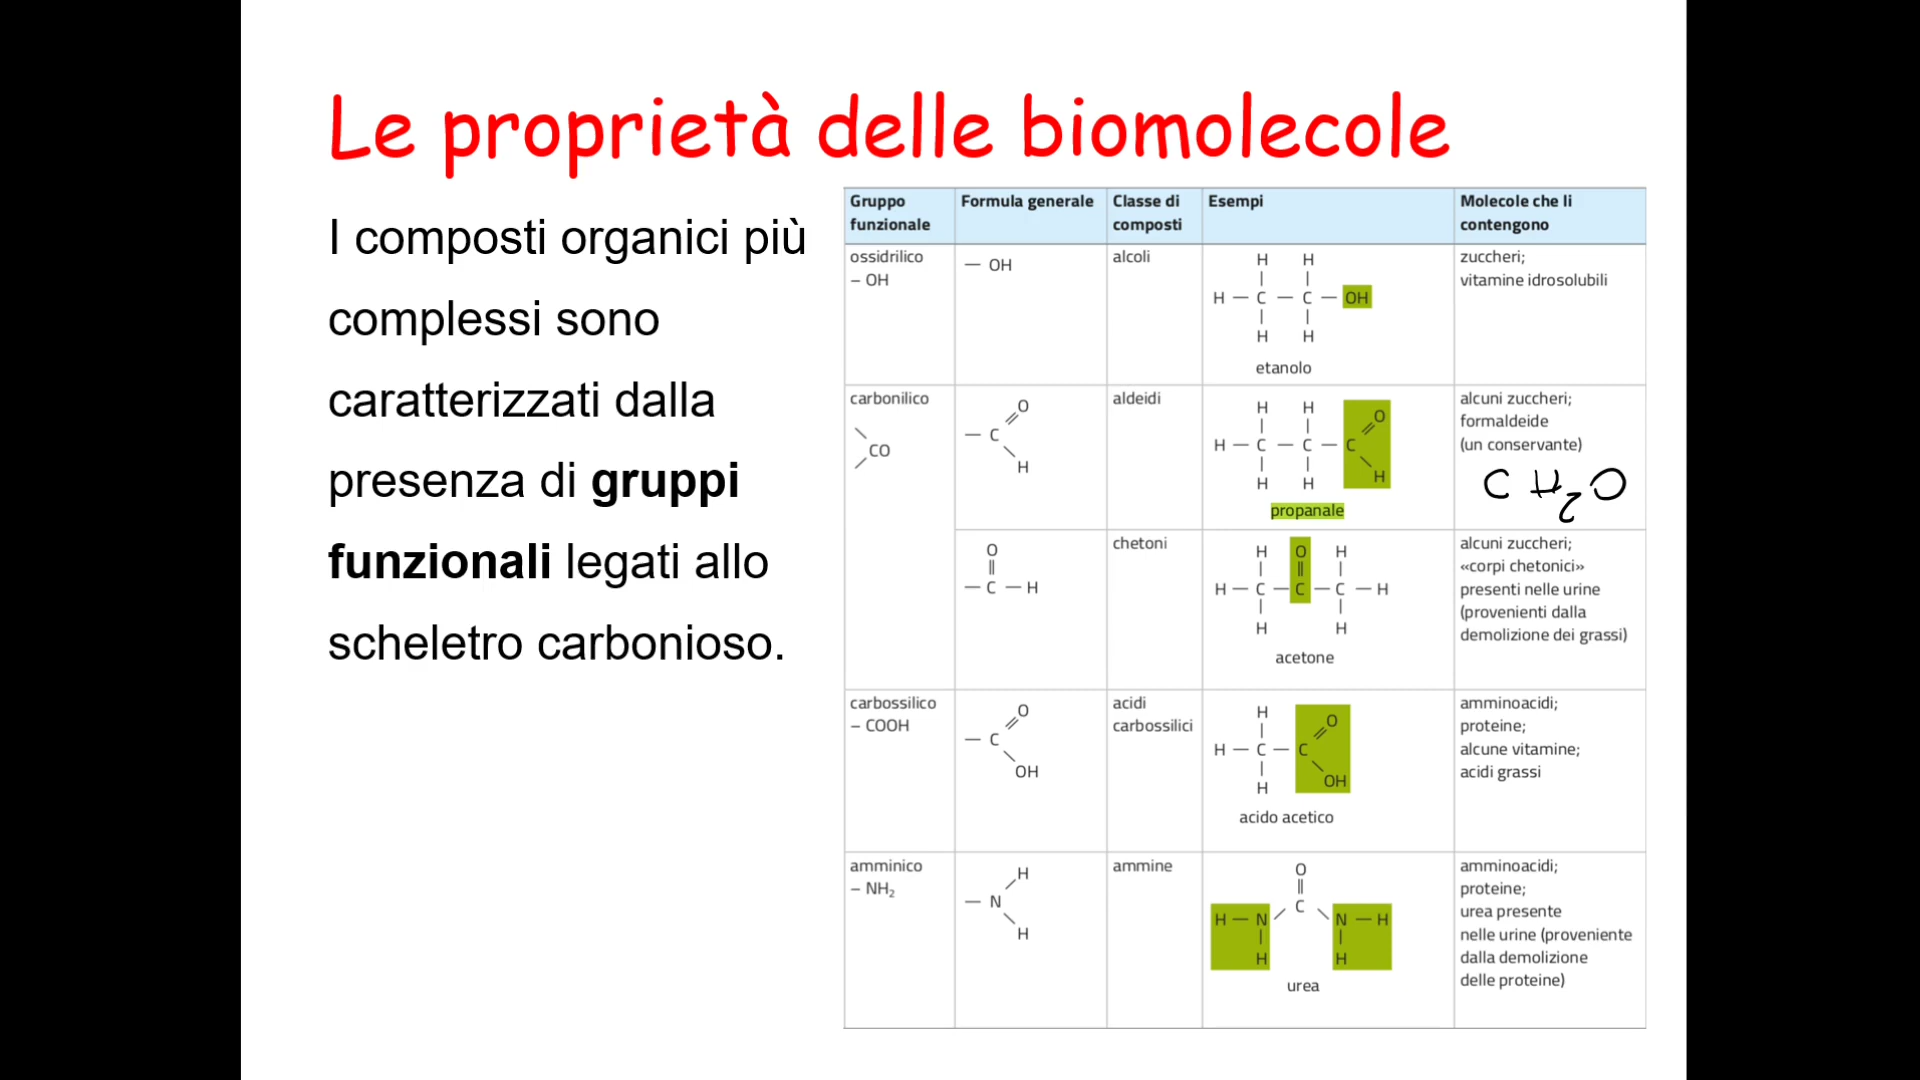 Le proprietà delle biomolecole
I composti organici più
complessi sono
caratterizzati dalla
presenza di gruppi
funzionali legati allo
scheletro carbonioso.
Gruppo funzionale | Formula generale | Classe di composti | Esempi | Molecole che li contengono
ossidrilico
– OH
— OH
alcoli
H H
H — C — C — OH
H H
etanolo
zuccheri;
vitamine idrosolubili
carbonilico
CO
O
— C
H
aldeidi
H H O
H — C — C — C
H H H
propanale
alcuni zuccheri;
formaldeide
(un conservante)
CH₂O
O
— C — H
chetoni
H O H
H — C — C — C — H
H H
acetone
alcuni zuccheri;
«corpi chetonici»
presenti nelle urine
(provenienti dalla
demolizione dei grassi)
carbossilico
– COOH
O
— C
OH
acidi
carbossilici
H O
H — C — C
H OH
acido acetico
amminoacidi;
proteine;
alcune vitamine;
acidi grassi
amminico
– NH₂
H
— N
H
ammine
O
C
H — N N — H
H H
urea
amminoacidi;
proteine;
urea presente
nelle urine (proveniente
dalla demolizione
delle proteine)